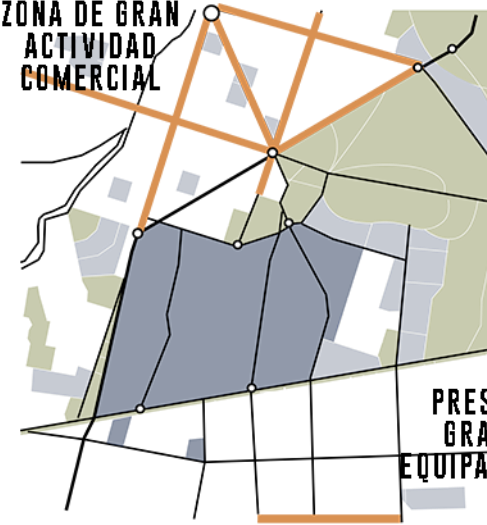 ZONA DE GRAN
ACTIVIDAD
COMERCIAL
PRES
GRA
EQUIPA